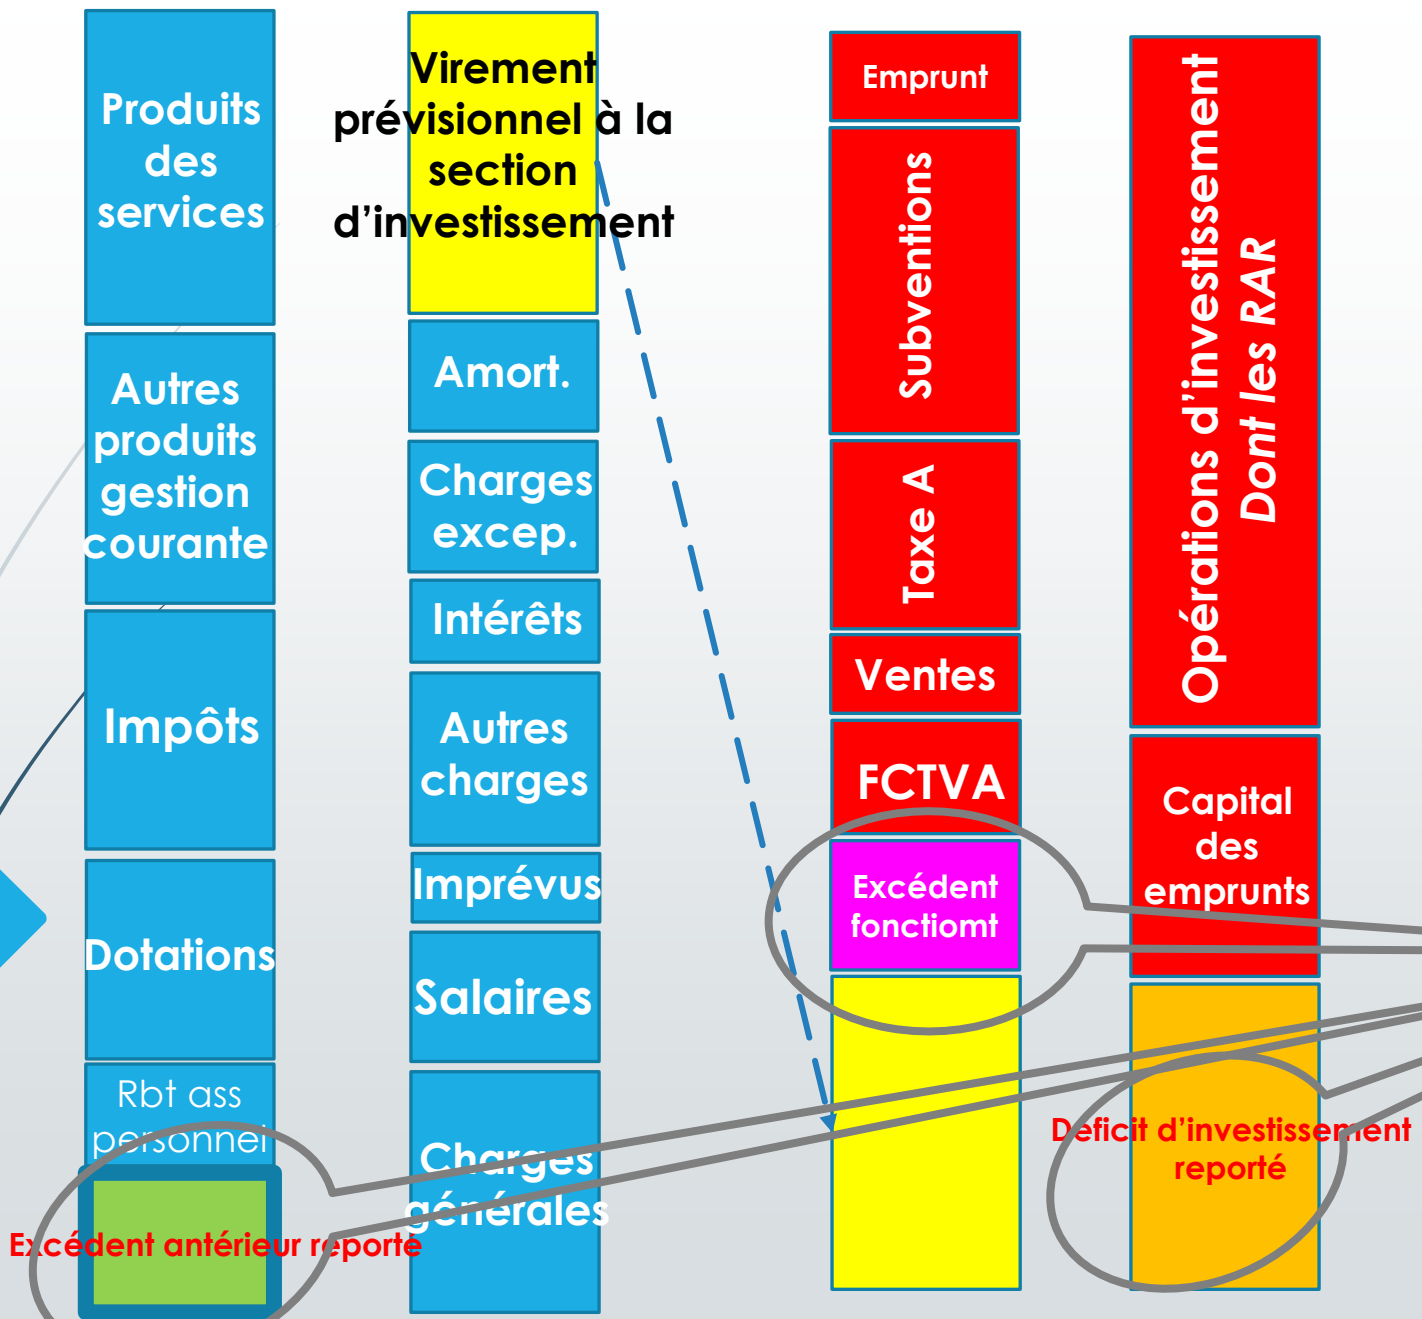 Produits
des
services
Autres
produits
gestion
courante
Impôts
Dotations
Rbt ass
personnel
Excédent antérieur reporté
Virement
prévisionnel à la
section
d'investissement
Amort.
Charges
excep.
Intérêts
Autres
charges
Imprévus
Salaires
Charges
générales
Emprunt
Subventions
Taxe A
Ventes
FCTVA
Excédent
fonctiomt
Opérations d'investissement
Dont les RAR
Capital
des
emprunts
Déficit d'investissement
reporté